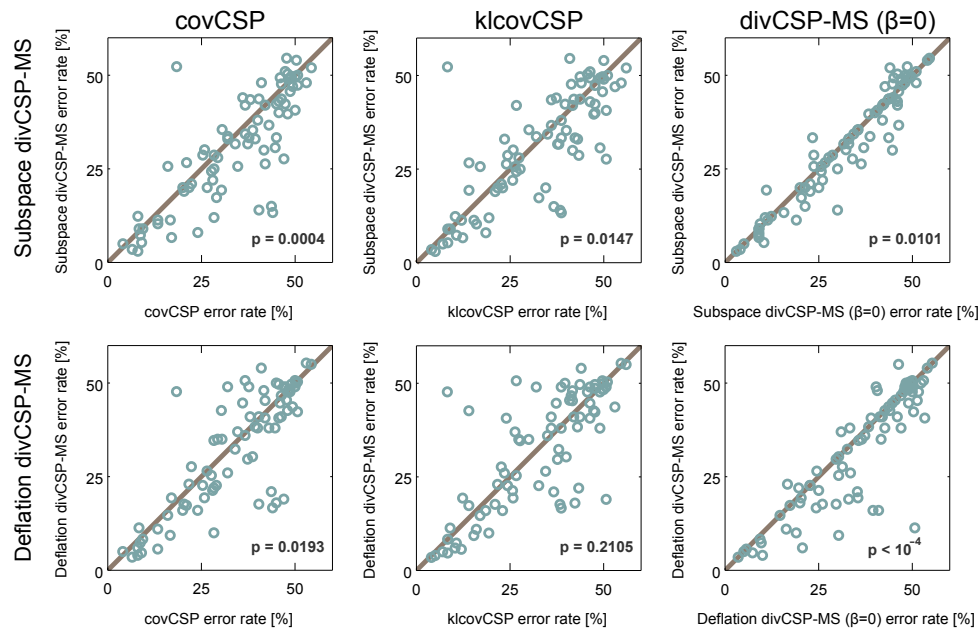 covCSP
klcovCSP
divCSP-MS (β=0)
Subspace divCSP-MS
Subspace divCSP-MS error rate [%]
50
25
0
p = 0.0004
0
25
50
covCSP error rate [%]
Subspace divCSP-MS error rate [%]
50
25
0
p = 0.0147
0
25
50
klcovCSP error rate [%]
Subspace divCSP-MS error rate [%]
50
25
0
p = 0.0101
0
25
50
Subspace divCSP-MS (β=0) error rate [%]
Deflation divCSP-MS
Deflation divCSP-MS error rate [%]
50
25
0
p = 0.0193
0
25
50
covCSP error rate [%]
Deflation divCSP-MS error rate [%]
50
25
0
p = 0.2105
0
25
50
klcovCSP error rate [%]
Deflation divCSP-MS error rate [%]
50
25
0
p < 10⁻⁴
0
25
50
Deflation divCSP-MS (β=0) error rate [%]